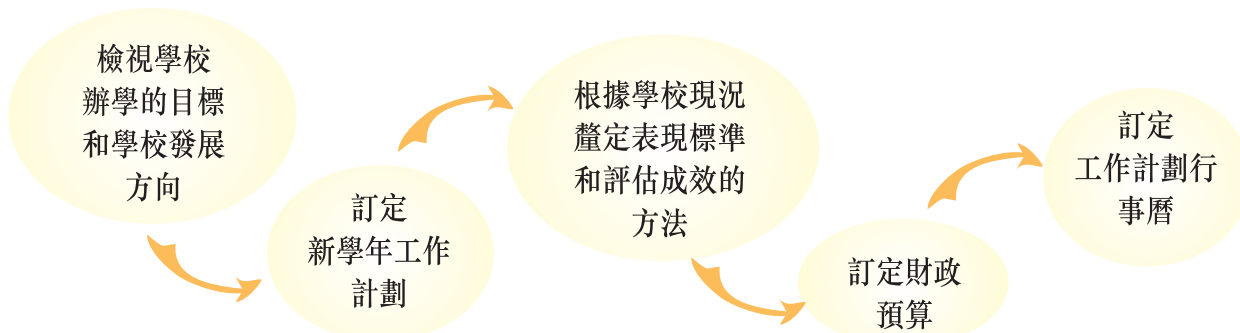 檢視學校
辦學的目標
和學校發展
方向
訂定
新學年工作
計劃
根據學校現況
釐定表現標準
和評估成效的
方法
訂定財政
預算
訂定
工作計劃行
事曆